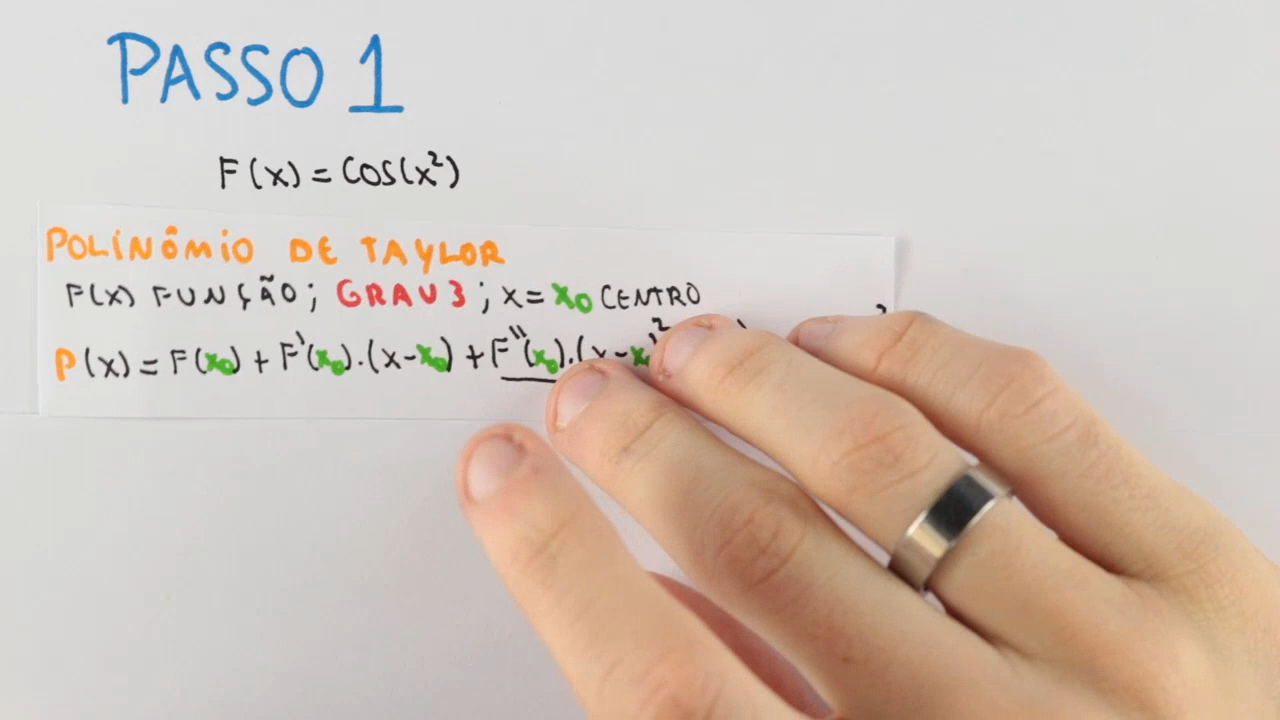 PASSO 1
F(x) = COS(x²)
POLINÔMIO DE TAYLOR
F(x) FUNÇÃO; GRAU 3; x = x₀ CENTRO
P(x) = F(x₀) + F'(x₀).(x-x₀) + F''(x₀).(x-x